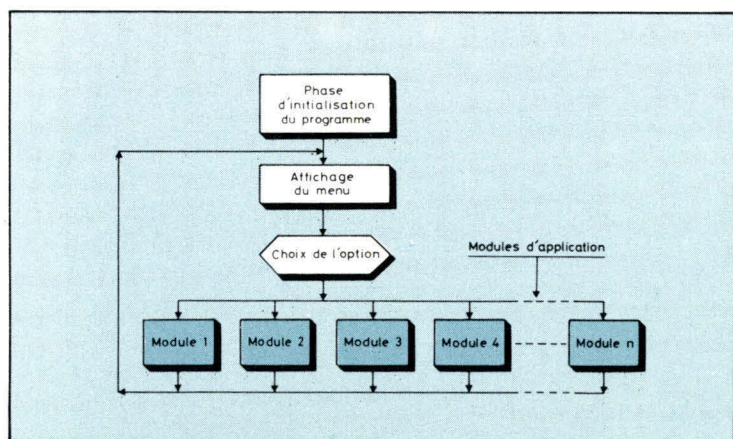 Phase
d'initialisation
du programme
Affichage
du menu
Choix de l'option
Modules d'application
Module 1
Module 2
Module 3
Module 4
Module n